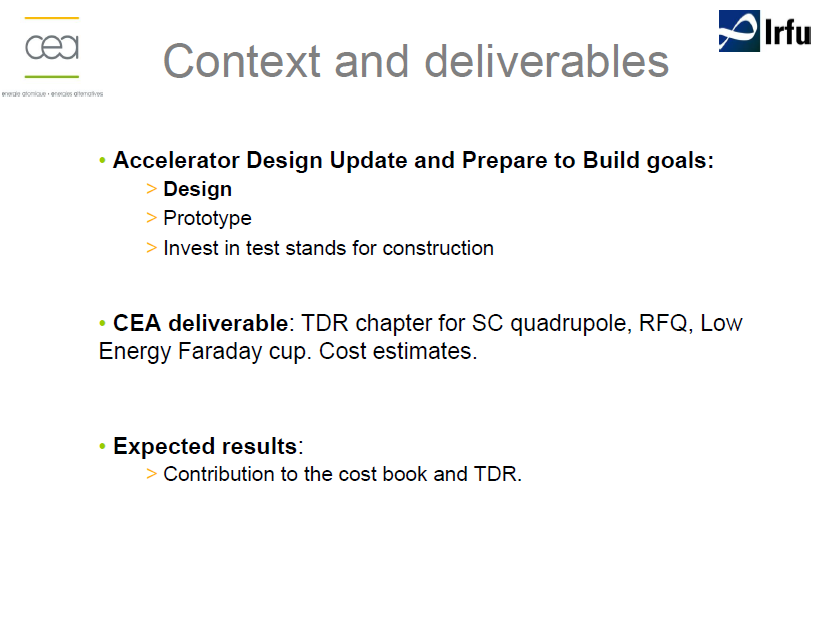 cea
Irfu
Context and deliverables
energie atomique • energies alternatives
• Accelerator Design Update and Prepare to Build goals:
> Design
> Prototype
> Invest in test stands for construction
• CEA deliverable: TDR chapter for SC quadrupole, RFQ, Low
Energy Faraday cup. Cost estimates.
• Expected results:
> Contribution to the cost book and TDR.